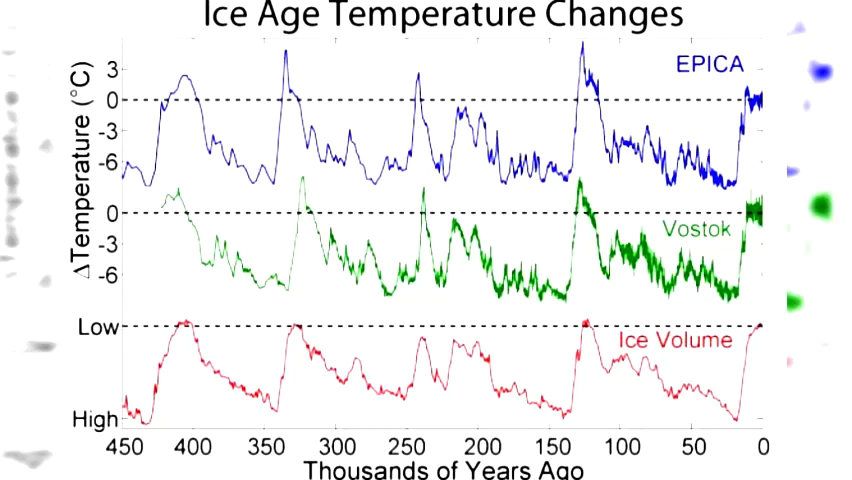 Ice Age Temperature Changes
EPICA
3
0
-3
-6
ΔTemperature (°C)
0
-3
-6
Vostok
Low
High
Ice Volume
450 400 350 300 250 200 150 100 50 0
Thousands of Years Ago